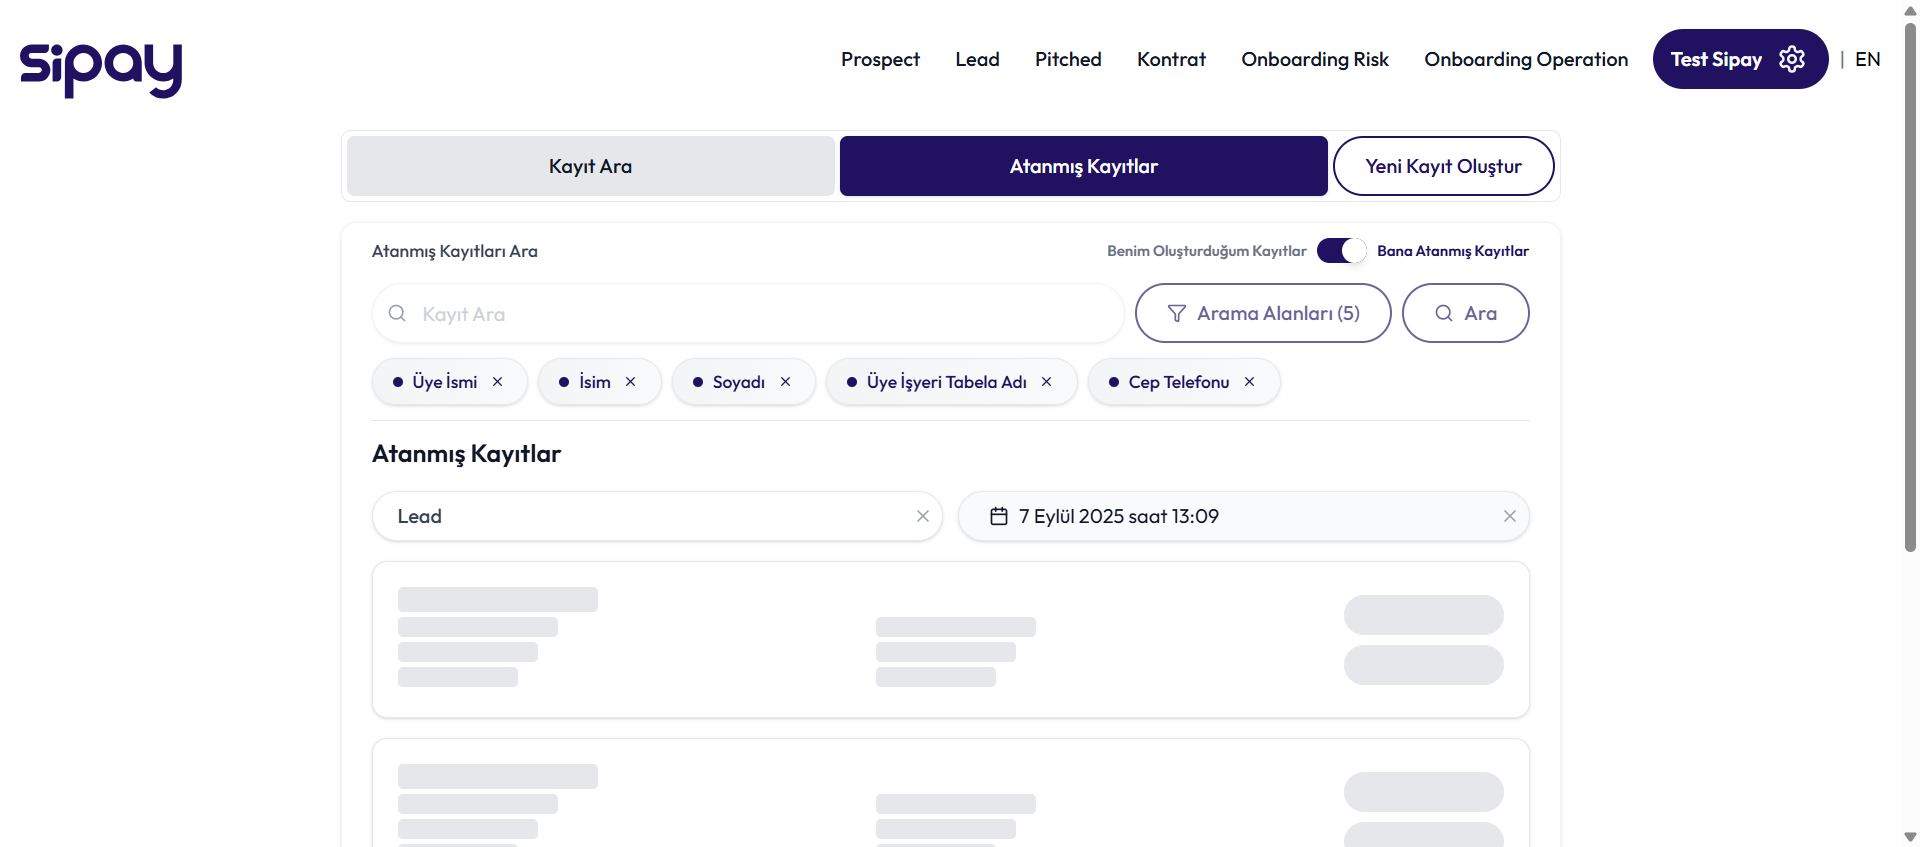 sipay
Prospect Lead Pitched Kontrat Onboarding Risk Onboarding Operation Test Sipay | EN
Kayıt Ara Atanmış Kayıtlar Yeni Kayıt Oluştur
Atanmış Kayıtları Ara Benim Oluşturduğum Kayıtlar Bana Atanmış Kayıtlar
Kayıt Ara Arama Alanları (5) Ara
Üye İsmi İsim Soyadı Üye İşyeri Tabela Adı Cep Telefonu
Atanmış Kayıtlar
Lead 7 Eylül 2025 saat 13:09